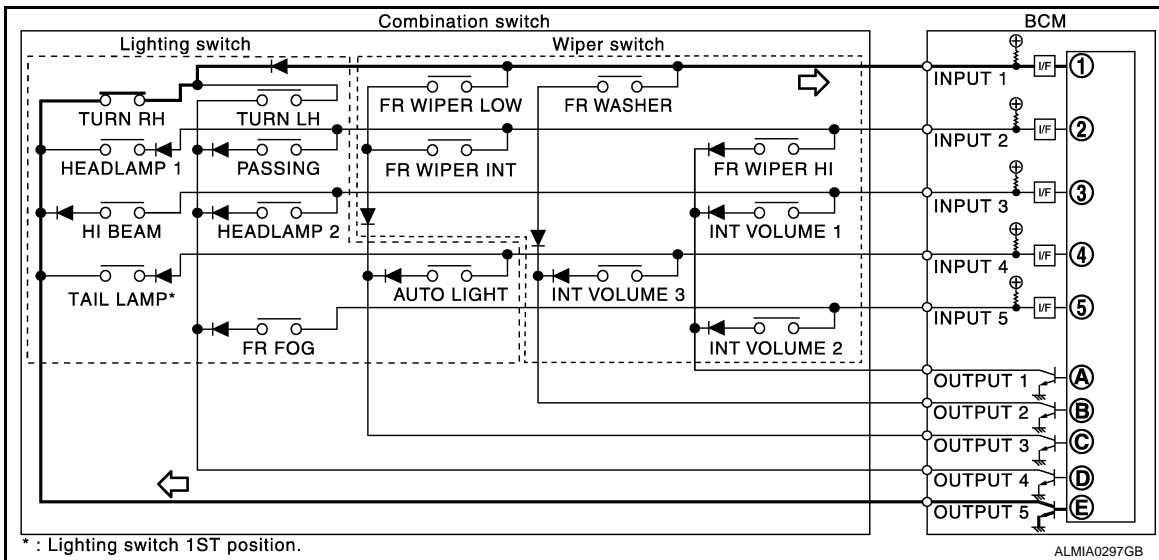 Combination switch
BCM
Lighting switch
Wiper switch
INPUT 1
I/F
1
TURN RH
TURN LH
FR WIPER LOW
FR WASHER
INPUT 2
I/F
2
HEADLAMP 1
PASSING
FR WIPER INT
FR WIPER HI
INPUT 3
I/F
3
HI BEAM
HEADLAMP 2
INT VOLUME 1
INPUT 4
I/F
4
TAIL LAMP*
AUTO LIGHT
INT VOLUME 3
INPUT 5
I/F
5
FR FOG
INT VOLUME 2
OUTPUT 1
A
OUTPUT 2
B
OUTPUT 3
C
OUTPUT 4
D
OUTPUT 5
E
* : Lighting switch 1ST position.
ALMIA0297GB